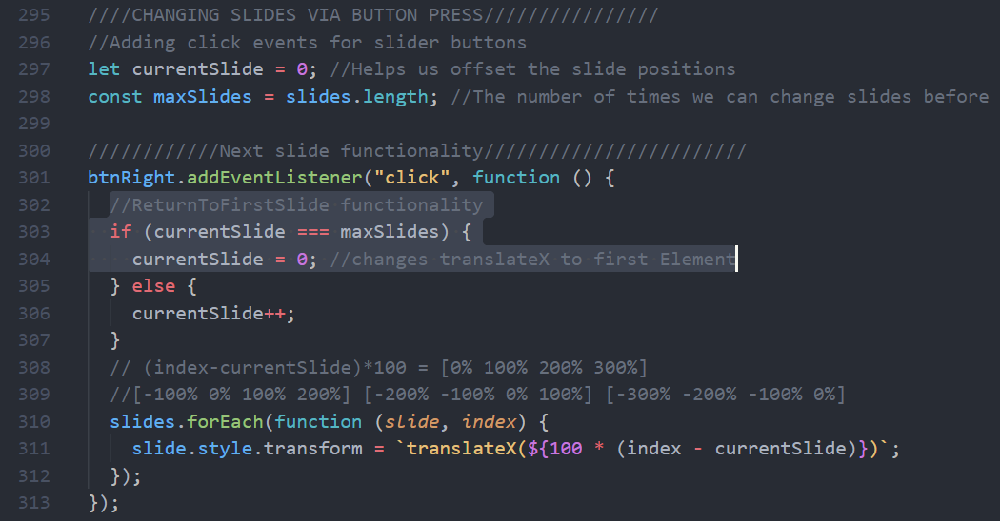 295 ////CHANGING SLIDES VIA BUTTON PRESS////////////////
296 //Adding click events for slider buttons
297 let currentSlide = 0; //Helps us offset the slide positions
298 const maxSlides = slides.length; //The number of times we can change slides before
299
300 ////////////Next slide functionality////////////////////////
301 btnRight.addEventListener("click", function () {
302 //ReturnToFirstSlide functionality
303 if (currentSlide === maxSlides) {
304 currentSlide = 0; //changes translateX to first Element
305 } else {
306 currentSlide++;
307 }
308 // (index-currentSlide)*100 = [0% 100% 200% 300%]
309 //[-100% 0% 100% 200%] [-200% -100% 0% 100%] [-300% -200% -100% 0%]
310 slides.forEach(function (slide, index) {
311 slide.style.transform = `translateX(${100 * (index - currentSlide)})`;
312 });
313 });